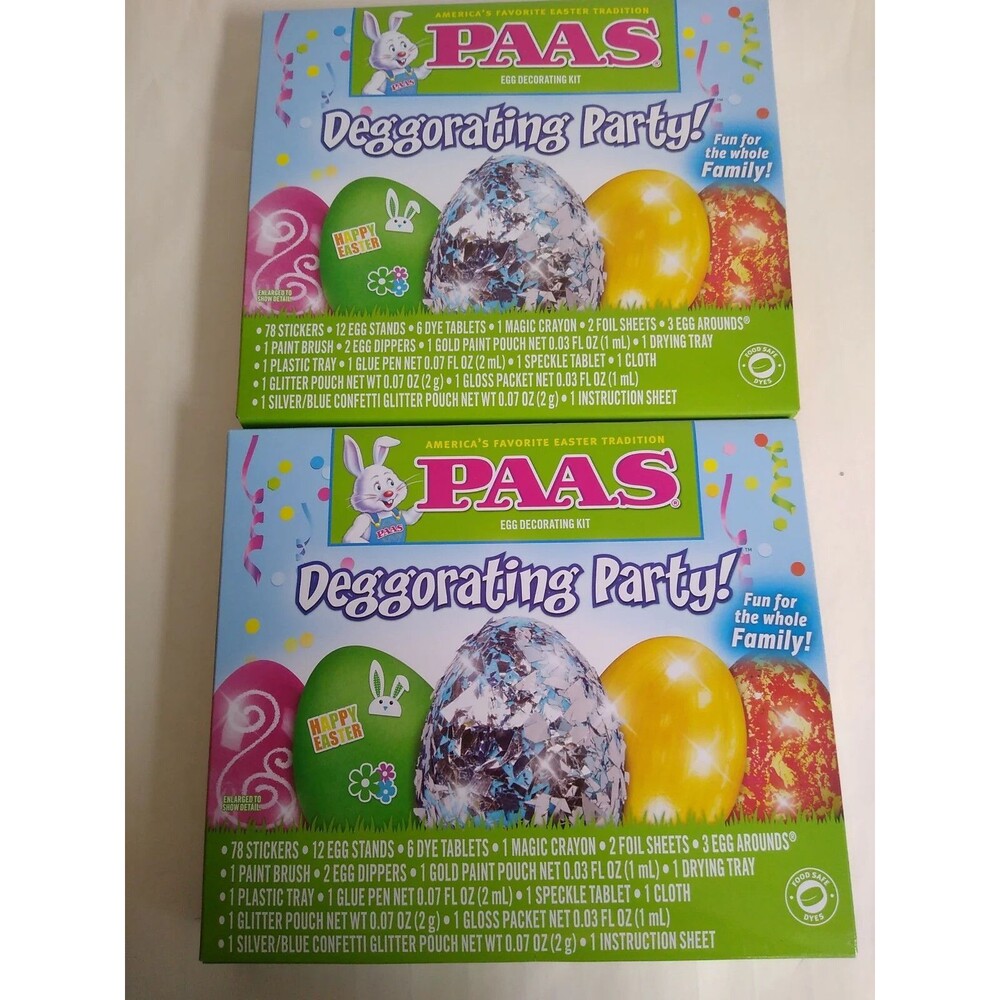 AMERICA'S FAVORITE EASTER TRADITION
PAAS
PAAS®
EGG DECORATING KIT
Deggorating Party!™
Fun for
the whole
Family!
HAPPY
EASTER
ENLARGED TO
SHOW DETAIL
• 78 STICKERS • 12 EGG STANDS • 6 DYE TABLETS • 1 MAGIC CRAYON • 2 FOIL SHEETS • 3 EGG AROUNDS®
• 1 PAINT BRUSH • 2 EGG DIPPERS • 1 GOLD PAINT POUCH NET 0.03 FL OZ (1 mL) • 1 DRYING TRAY
• 1 PLASTIC TRAY • 1 GLUE PEN NET 0.07 FL OZ (2 mL) • 1 SPECKLE TABLET • 1 CLOTH
• 1 GLITTER POUCH NET WT 0.07 OZ (2 g) • 1 GLOSS PACKET NET 0.03 FL OZ (1 mL)
• 1 SILVER/BLUE CONFETTI GLITTER POUCH NET WT 0.07 OZ (2 g) • 1 INSTRUCTION SHEET
FOOD SAFE
DYES
AMERICA'S FAVORITE EASTER TRADITION
PAAS
PAAS®
EGG DECORATING KIT
Deggorating Party!™
Fun for
the whole
Family!
HAPPY
EASTER
ENLARGED TO
SHOW DETAIL
• 78 STICKERS • 12 EGG STANDS • 6 DYE TABLETS • 1 MAGIC CRAYON • 2 FOIL SHEETS • 3 EGG AROUNDS®
• 1 PAINT BRUSH • 2 EGG DIPPERS • 1 GOLD PAINT POUCH NET 0.03 FL OZ (1 mL) • 1 DRYING TRAY
• 1 PLASTIC TRAY • 1 GLUE PEN NET 0.07 FL OZ (2 mL) • 1 SPECKLE TABLET • 1 CLOTH
• 1 GLITTER POUCH NET WT 0.07 OZ (2 g) • 1 GLOSS PACKET NET 0.03 FL OZ (1 mL)
• 1 SILVER/BLUE CONFETTI GLITTER POUCH NET WT 0.07 OZ (2 g) • 1 INSTRUCTION SHEET
FOOD SAFE
DYES